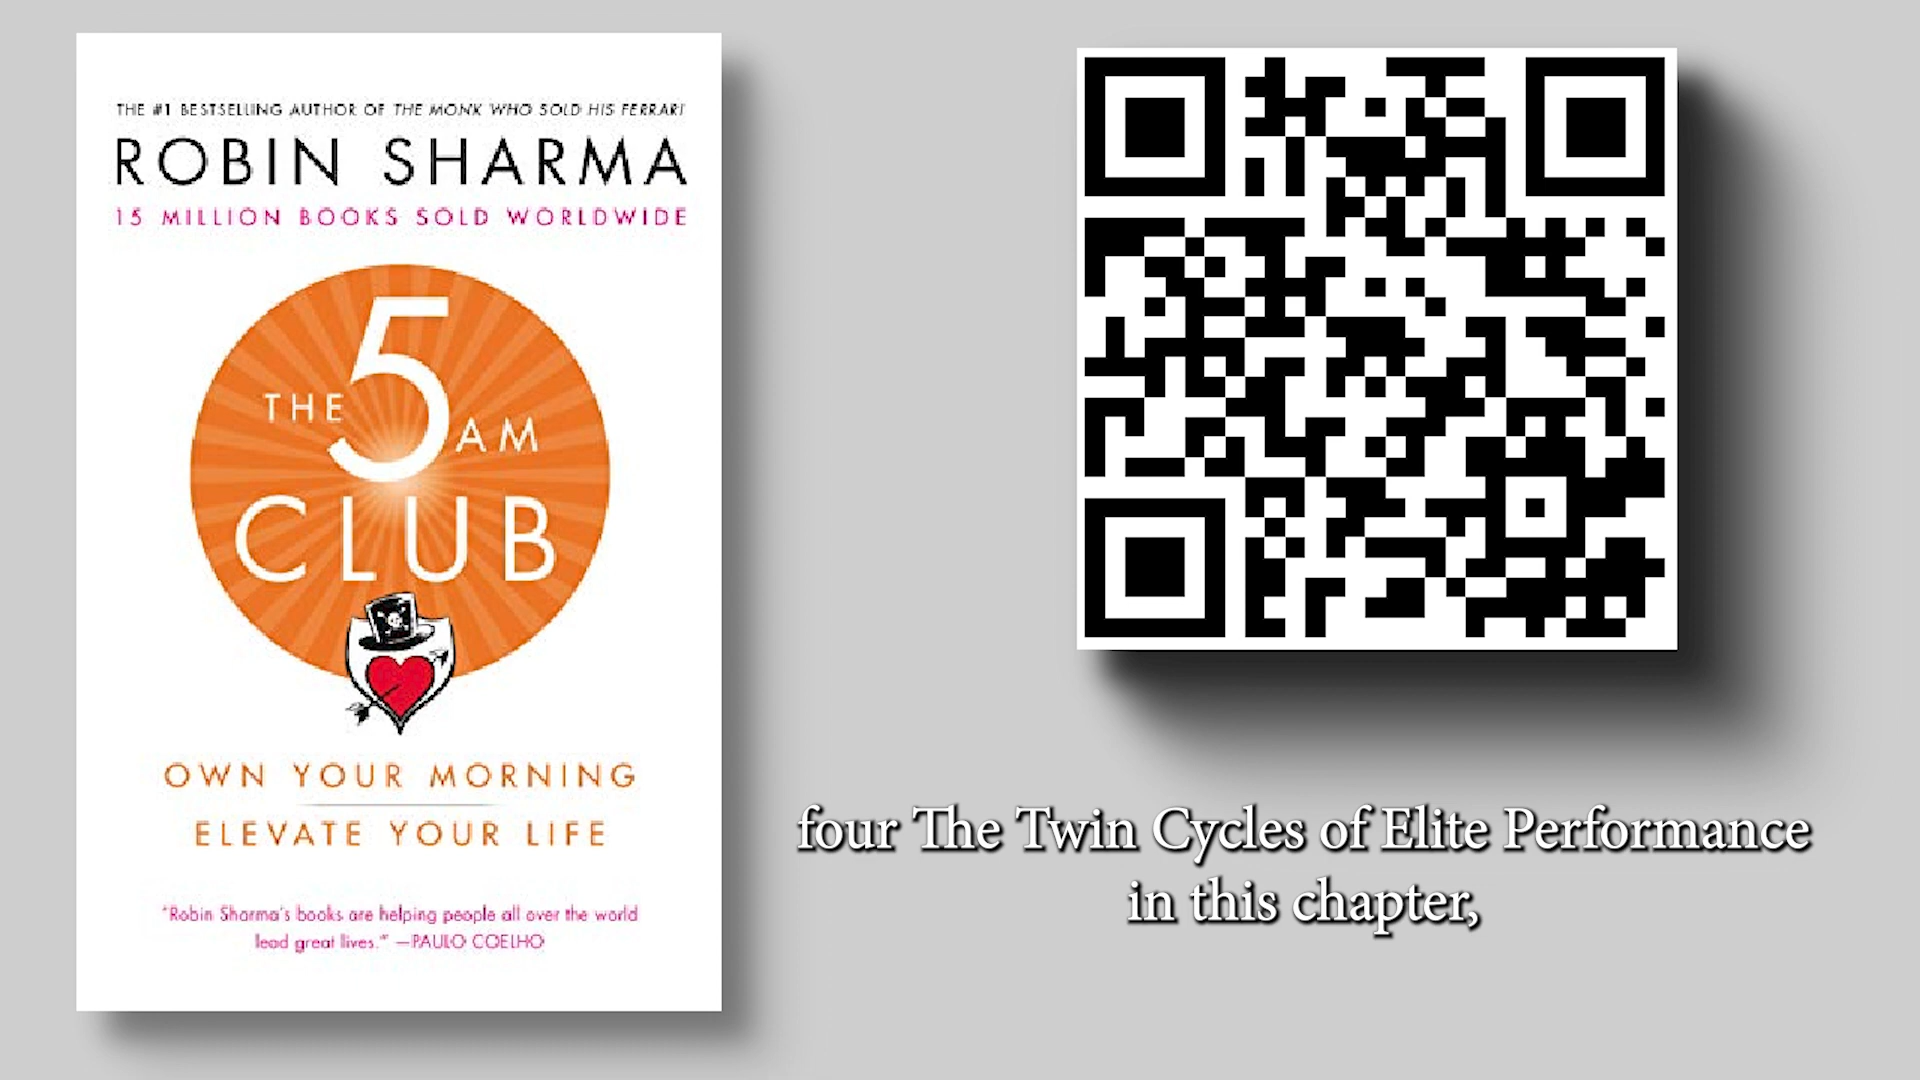 THE #1 BESTSELLING AUTHOR OF THE MONK WHO SOLD HIS FERRARI
ROBIN SHARMA
15 MILLION BOOKS SOLD WORLDWIDE
THE 5 AM
CLUB
OWN YOUR MORNING
ELEVATE YOUR LIFE
"Robin Sharma's books are helping people all over the world
lead great lives." —PAULO COELHO
four The Twin Cycles of Elite Performance
in this chapter,